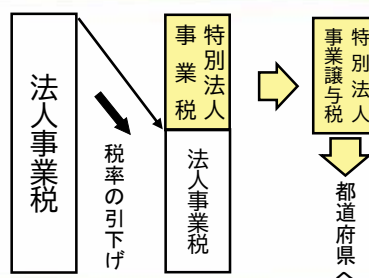 法人事業税
税率の引下げ
特別法人
事業税
法人事業税
特別法人
事業譲与税
都道府県へ